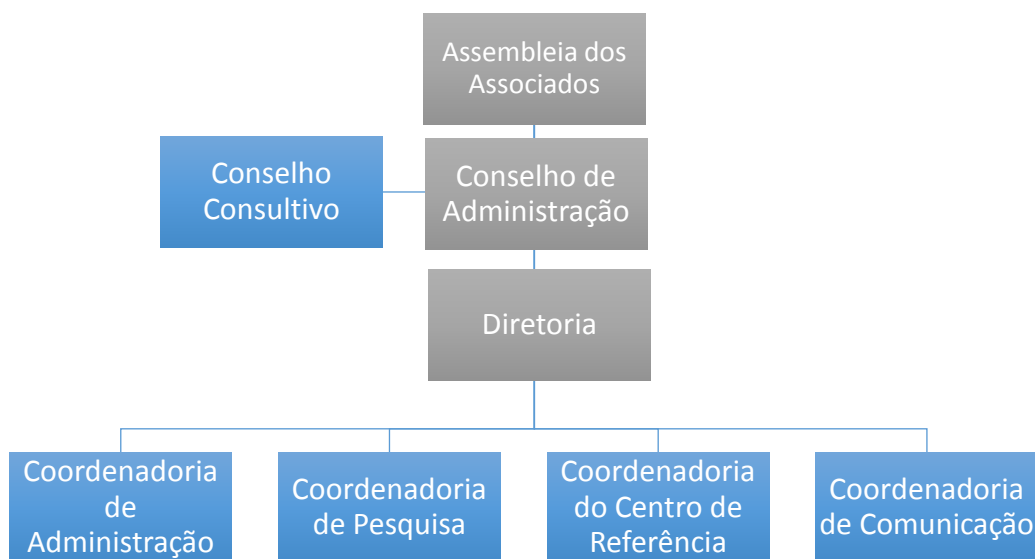 Assembleia dos
Associados
Conselho
Consultivo
Conselho de
Administração
Diretoria
Coordenadoria
de
Administração
Coordenadoria
de Pesquisa
Coordenadoria
do Centro de
Referência
Coordenadoria
de Comunicação